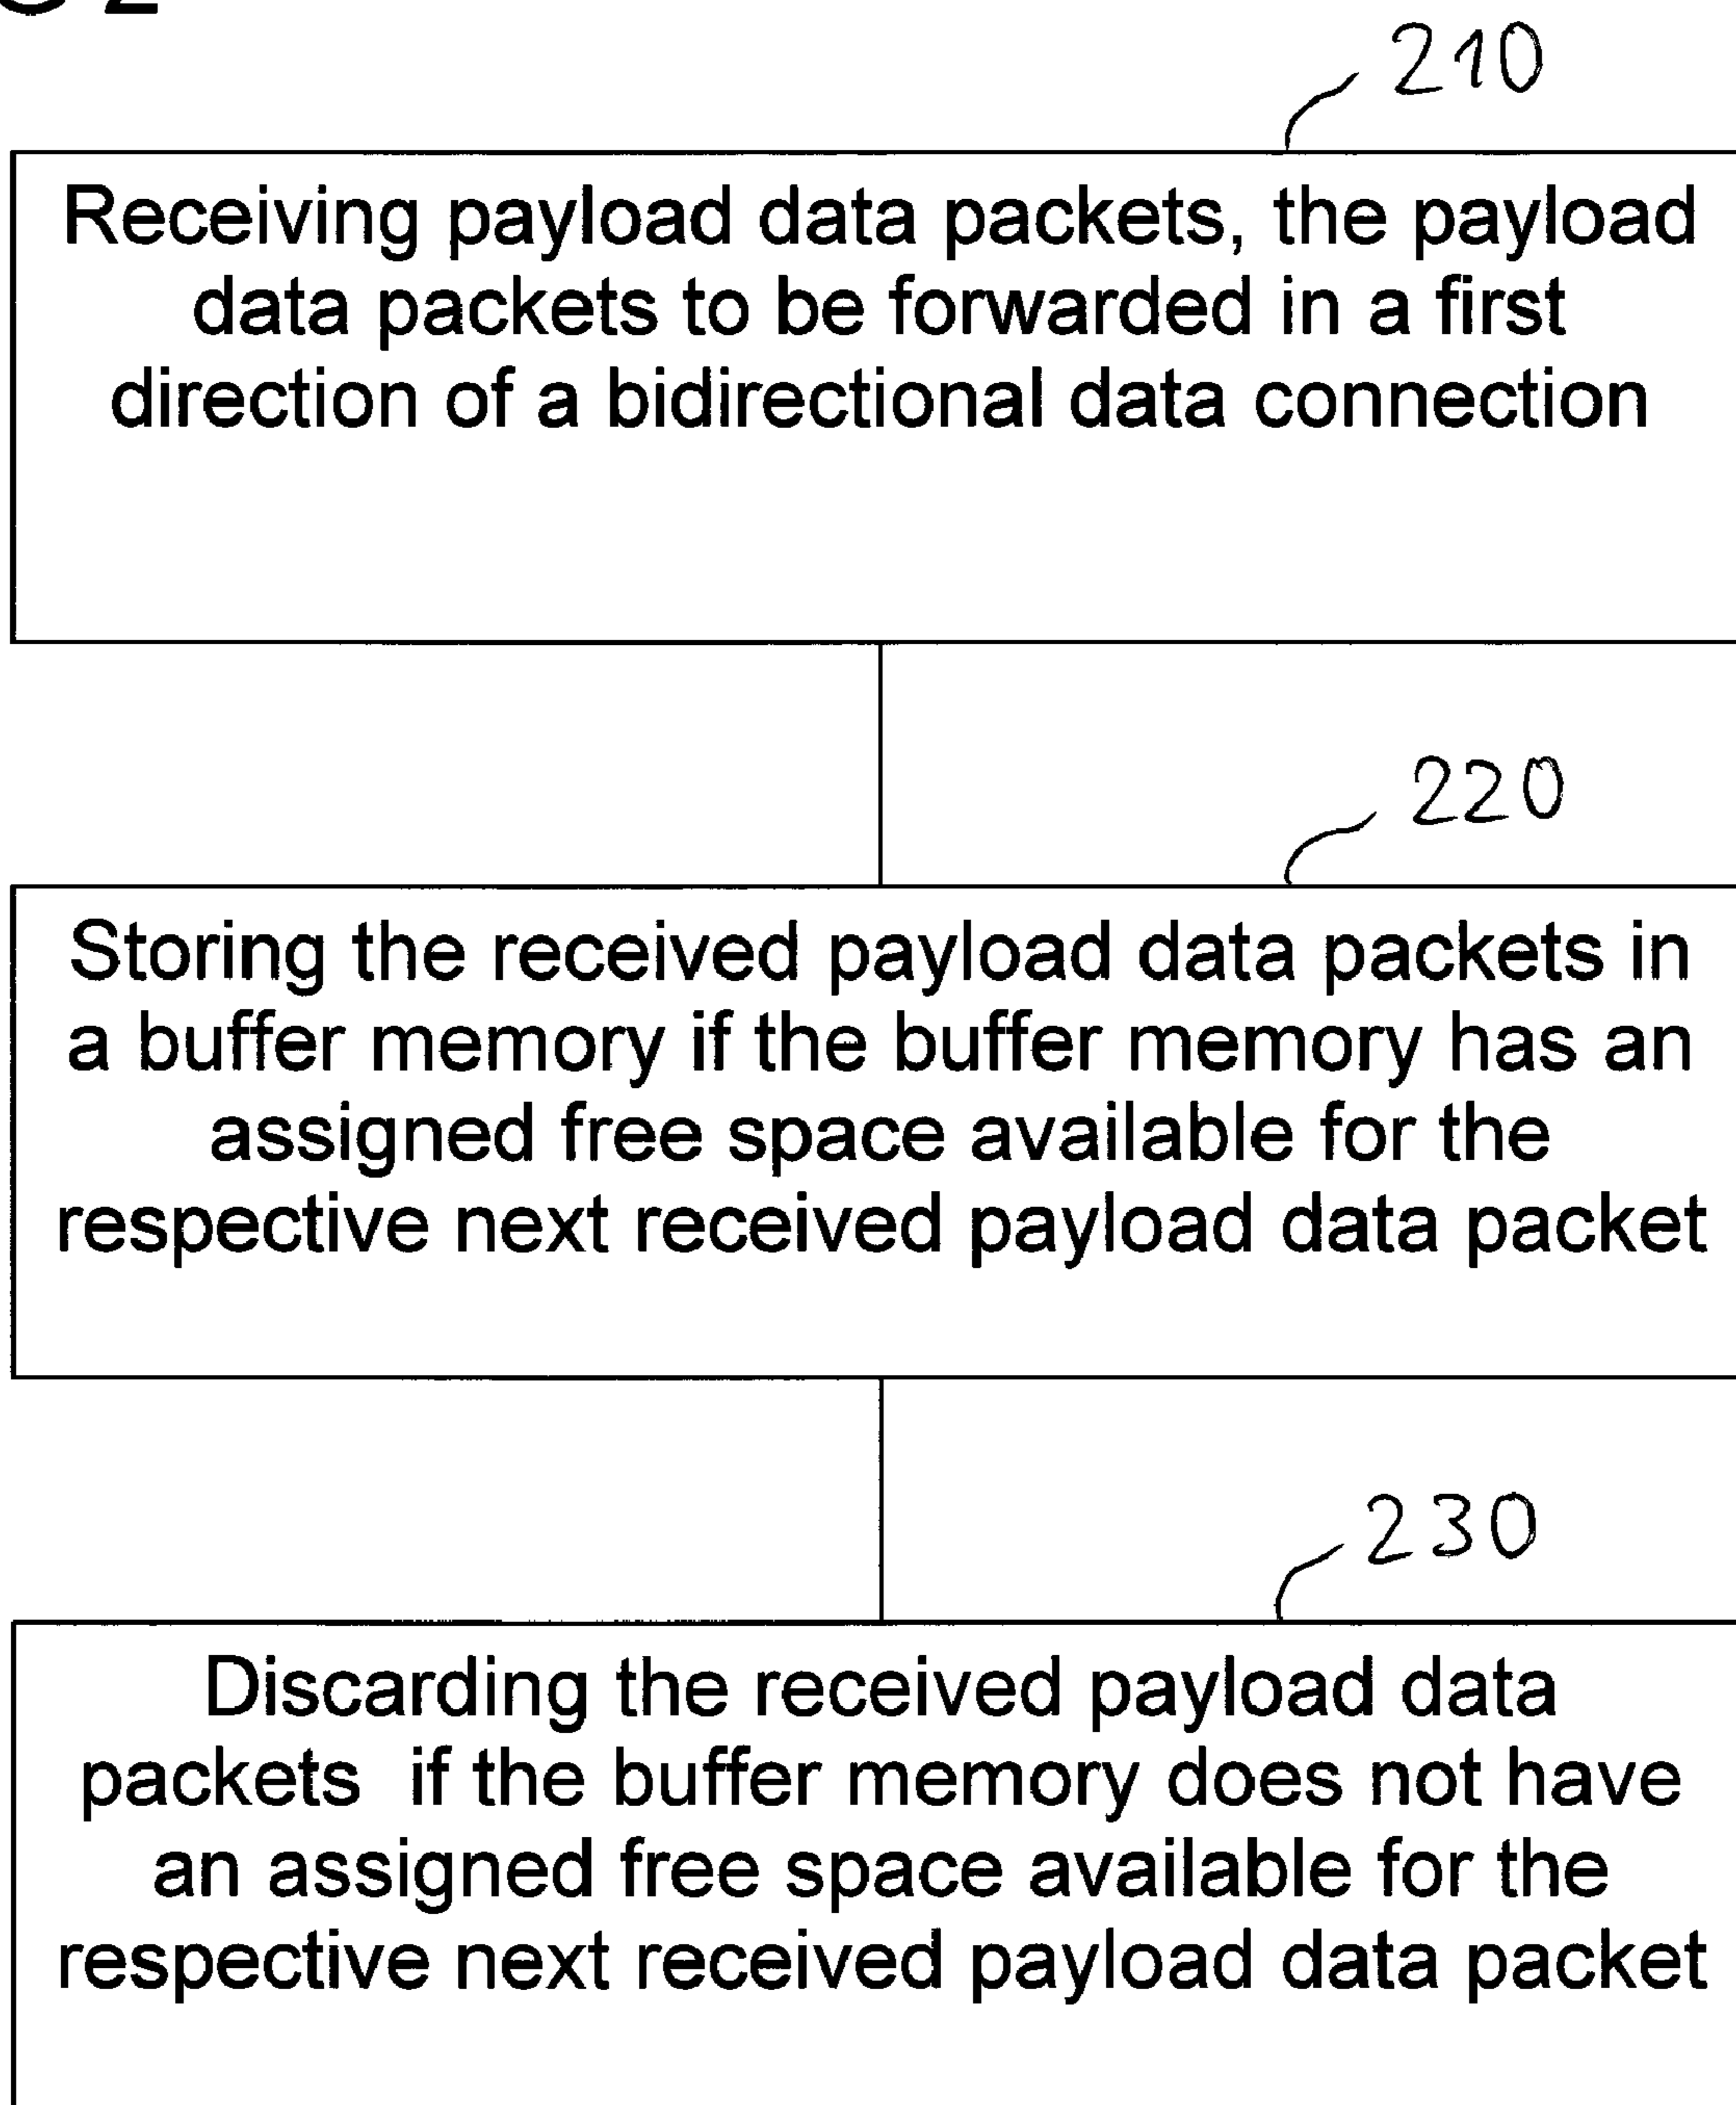 210
Receiving payload data packets, the payload
data packets to be forwarded in a first
direction of a bidirectional data connection
220
Storing the received payload data packets in
a buffer memory if the buffer memory has an
assigned free space available for the
respective next received payload data packet
230
Discarding the received payload data
packets if the buffer memory does not have
an assigned free space available for the
respective next received payload data packet